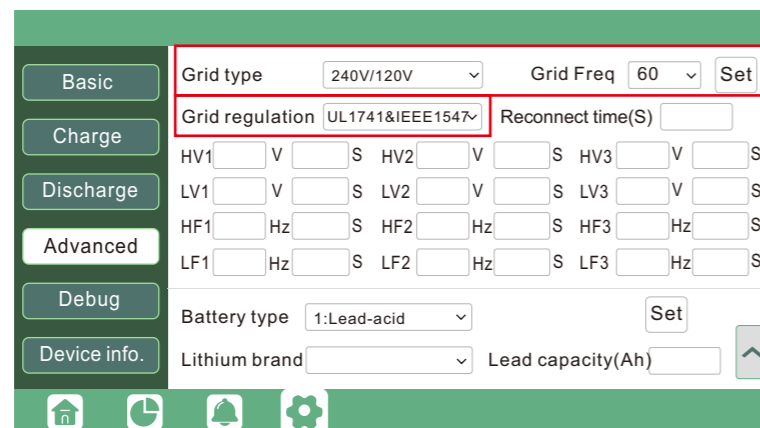 Basic
Charge
Discharge
Advanced
Debug
Device info.
Grid type 240V/120V Grid Freq 60 Set
Grid regulation UL1741&IEEE1547 Reconnect time(S)
HV1 V S HV2 V S HV3 V S
LV1 V S LV2 V S LV3 V S
HF1 Hz S HF2 Hz S HF3 Hz S
LF1 Hz S LF2 Hz S LF3 Hz S
Battery type 1:Lead-acid Set
Lithium brand Lead capacity(Ah)